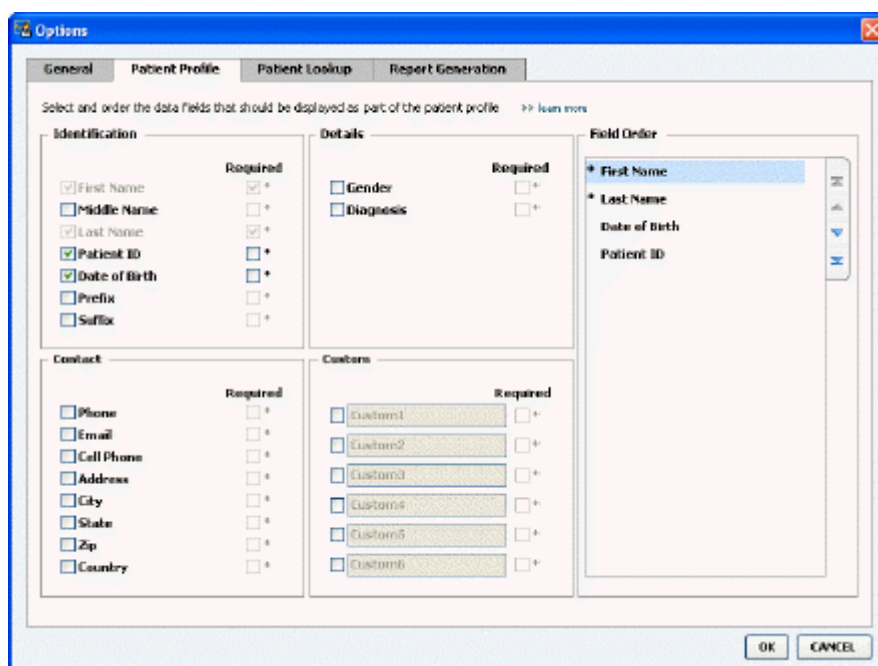 Options
General Patient Profile Patient Lookup Report Generation
Select and order the data fields that should be displayed as part of the patient profile >> learn more
Identification
Required
First Name *
Middle Name *
Last Name *
Patient ID *
Date of Birth *
Prefix *
Suffix *
Details
Required
Gender *
Diagnosis *
Field Order
* First Name
* Last Name
Date of Birth
Patient ID
Contact
Required
Phone *
Email *
Cell Phone *
Address *
City *
State *
Zip *
Country *
Custom
Required
Custom1 *
Custom2 *
Custom3 *
Custom4 *
Custom5 *
Custom6 *
OK CANCEL